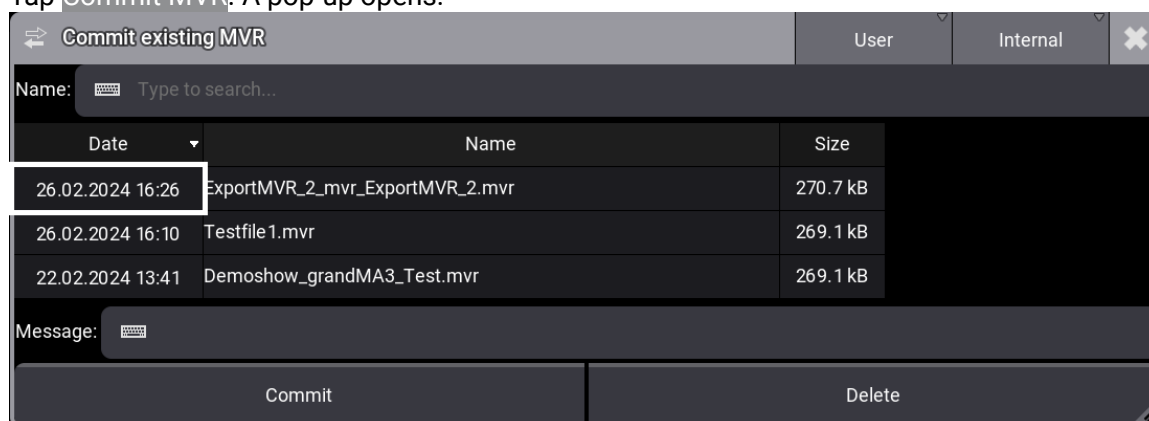 Tap Commit MVR. A pop-up opens:
Commit existing MVR User Internal
Name: Type to search...
Date Name Size
26.02.2024 16:26 ExportMVR_2_mvr_ExportMVR_2.mvr 270.7 kB
26.02.2024 16:10 Testfile1.mvr 269.1 kB
22.02.2024 13:41 Demoshow_grandMA3_Test.mvr 269.1 kB
Message:
Commit Delete